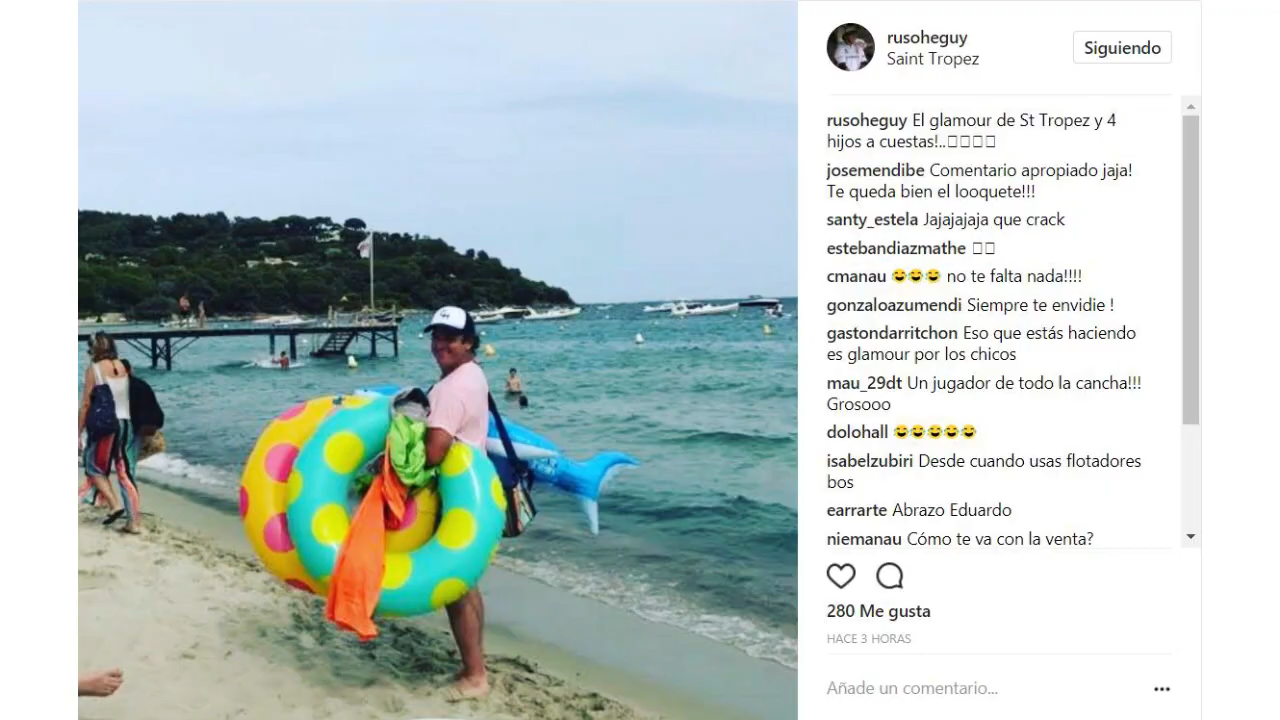 rusoheguy
Saint Tropez
Siguiendo
rusoheguy El glamour de St Tropez y 4
hijos a cuestas!..
josemendibe Comentario apropiado jaja!
Te queda bien el looquete!!!
santy_estela Jajajajaja que crack
estebandiazmathe
cmanau 😂😂😂 no te falta nada!!!!
gonzaloazumendi Siempre te envidie !
gastondarritchon Eso que estás haciendo
es glamour por los chicos
mau_29dt Un jugador de todo la cancha!!!
Grosooo
dolohall 😂😂😂😂😂
isabelzubiri Desde cuando usas flotadores
bos
earrarte Abrazo Eduardo
niemanau Cómo te va con la venta?
280 Me gusta
HACE 3 HORAS
Añade un comentario...